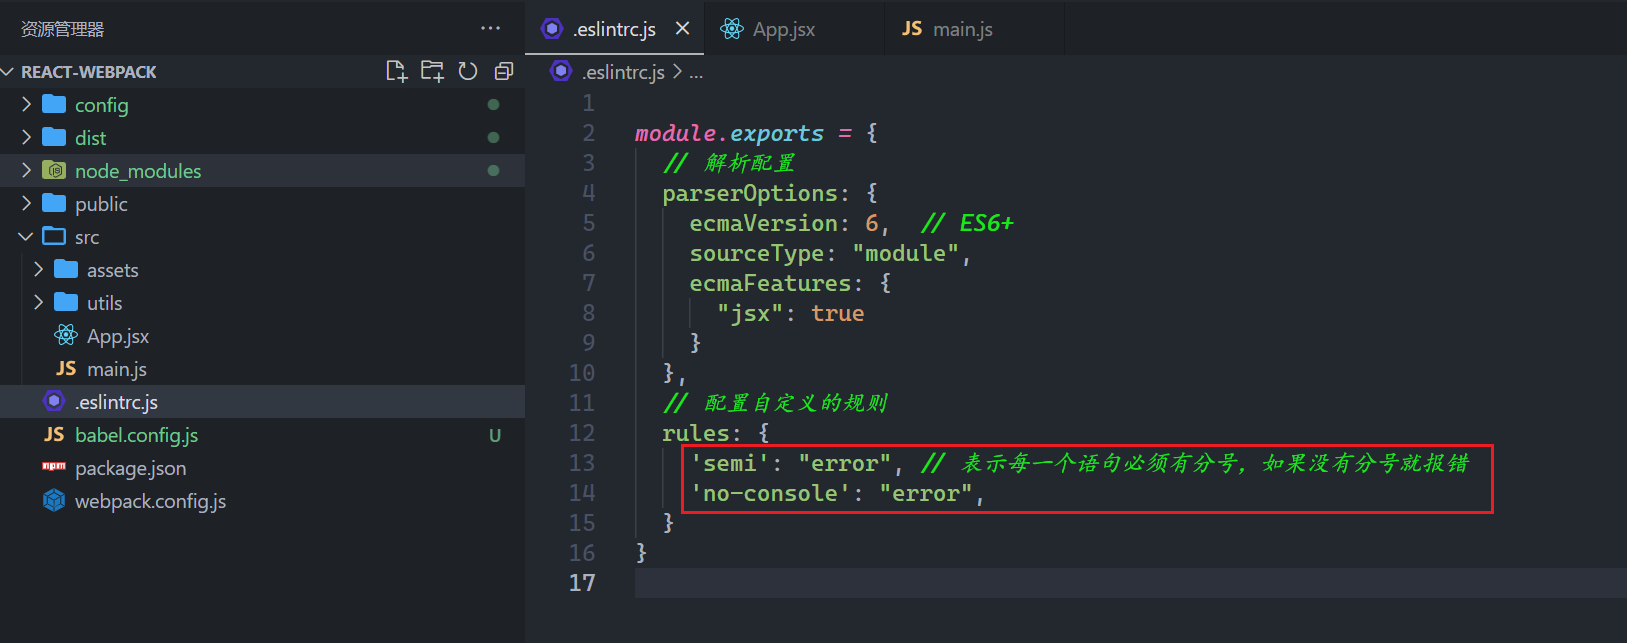 资源管理器 ···
REACT-WEBPACK
config
dist
node_modules
public
src
assets
utils
App.jsx
JS main.js
.eslintrc.js
JS babel.config.js U
npm package.json
webpack.config.js
.eslintrc.js App.jsx JS main.js
.eslintrc.js > ...
1
2 module.exports = {
3 // 解析配置
4 parserOptions: {
5 ecmaVersion: 6, // ES6+
6 sourceType: "module",
7 ecmaFeatures: {
8 "jsx": true
9 }
10 },
11 // 配置自定义的规则
12 rules: {
13 'semi': "error", // 表示每一个语句必须有分号，如果没有分号就报错
14 'no-console': "error",
15 }
16 }
17